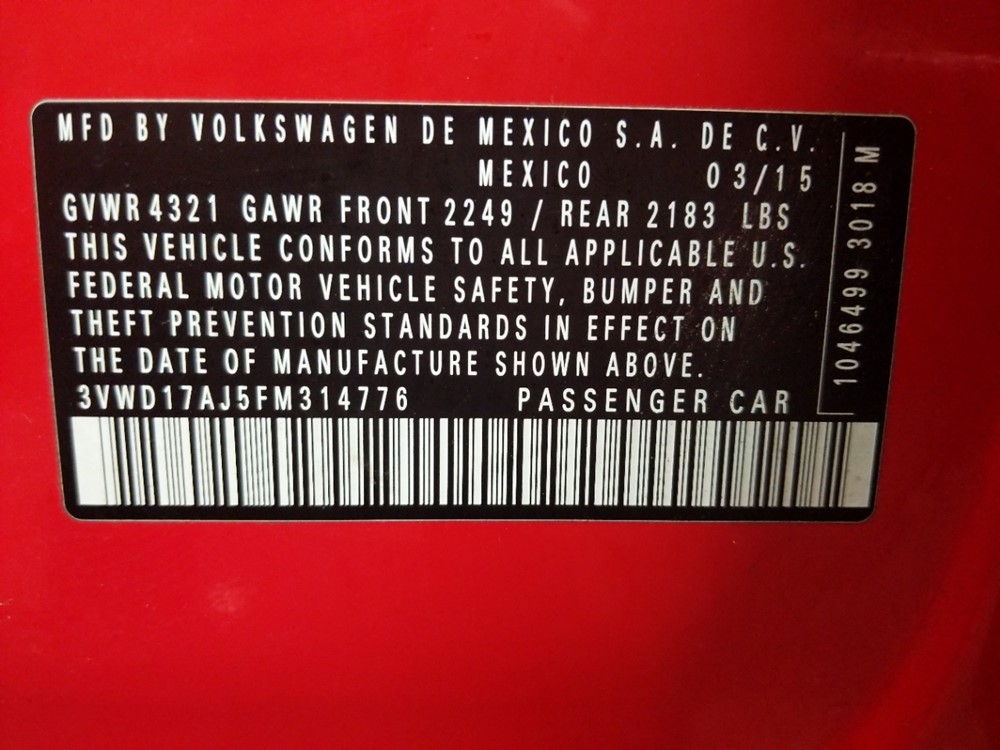 MFD BY VOLKSWAGEN DE MEXICO S.A. DE C.V.
MEXICO 03/15
GVWR 4321 GAWR FRONT 2249 / REAR 2183 LBS
THIS VEHICLE CONFORMS TO ALL APPLICABLE U.S.
FEDERAL MOTOR VEHICLE SAFETY, BUMPER AND
THEFT PREVENTION STANDARDS IN EFFECT ON
THE DATE OF MANUFACTURE SHOWN ABOVE.
3VWD17AJ5FM314776 PASSENGER CAR
1046499 3018 M